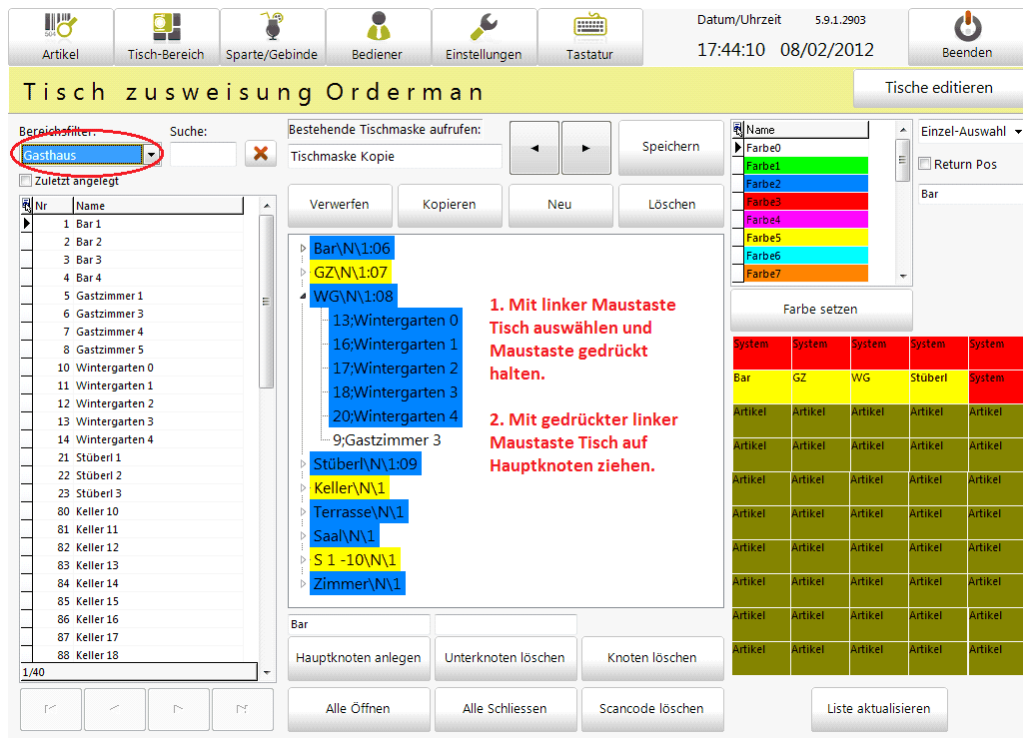 Artikel
Tisch-Bereich
Sparte/Gebinde
Bediener
Einstellungen
Tastatur
Datum/Uhrzeit 5.9.1.2903
17:44:10 08/02/2012
Beenden
Tisch zusweisung Orderman
Tische editieren
Bereichsfilter:
Suche:
Gasthaus
Zuletzt angelegt
Nr Name
1 Bar 1
2 Bar 2
3 Bar 3
4 Bar 4
5 Gastzimmer 1
6 Gastzimmer 3
7 Gastzimmer 4
8 Gastzimmer 5
10 Wintergarten 0
11 Wintergarten 1
12 Wintergarten 2
13 Wintergarten 3
14 Wintergarten 4
21 Stüberl 1
22 Stüberl 2
23 Stüberl 3
80 Keller 10
81 Keller 11
82 Keller 12
83 Keller 13
84 Keller 14
85 Keller 15
86 Keller 16
87 Keller 17
88 Keller 18
1/40
Bestehende Tischmaske aufrufen:
Tischmaske Kopie
Speichern
Verwerfen
Kopieren
Neu
Löschen
Bar\N\1:06
GZ\N\1:07
WG\N\1:08
13;Wintergarten 0
16;Wintergarten 1
17;Wintergarten 2
18;Wintergarten 3
20;Wintergarten 4
9;Gastzimmer 3
Stüberl\N\1:09
Keller\N\1
Terrasse\N\1
Saal\N\1
S 1 -10\N\1
Zimmer\N\1
1. Mit linker Maustaste
Tisch auswählen und
Maustaste gedrückt
halten.
2. Mit gedrückter linker
Maustaste Tisch auf
Hauptknoten ziehen.
Bar
Hauptknoten anlegen
Unterknoten löschen
Knoten löschen
Alle Öffnen
Alle Schliessen
Scancode löschen
Name
Farbe0
Farbe1
Farbe2
Farbe3
Farbe4
Farbe5
Farbe6
Farbe7
Einzel-Auswahl
Return Pos
Bar
Farbe setzen
System System System System System
Bar GZ WG Stüberl System
Artikel Artikel Artikel Artikel Artikel
Artikel Artikel Artikel Artikel Artikel
Artikel Artikel Artikel Artikel Artikel
Artikel Artikel Artikel Artikel Artikel
Artikel Artikel Artikel Artikel Artikel
Artikel Artikel Artikel Artikel Artikel
Artikel Artikel Artikel Artikel Artikel
Artikel Artikel Artikel Artikel Artikel
Liste aktualisieren